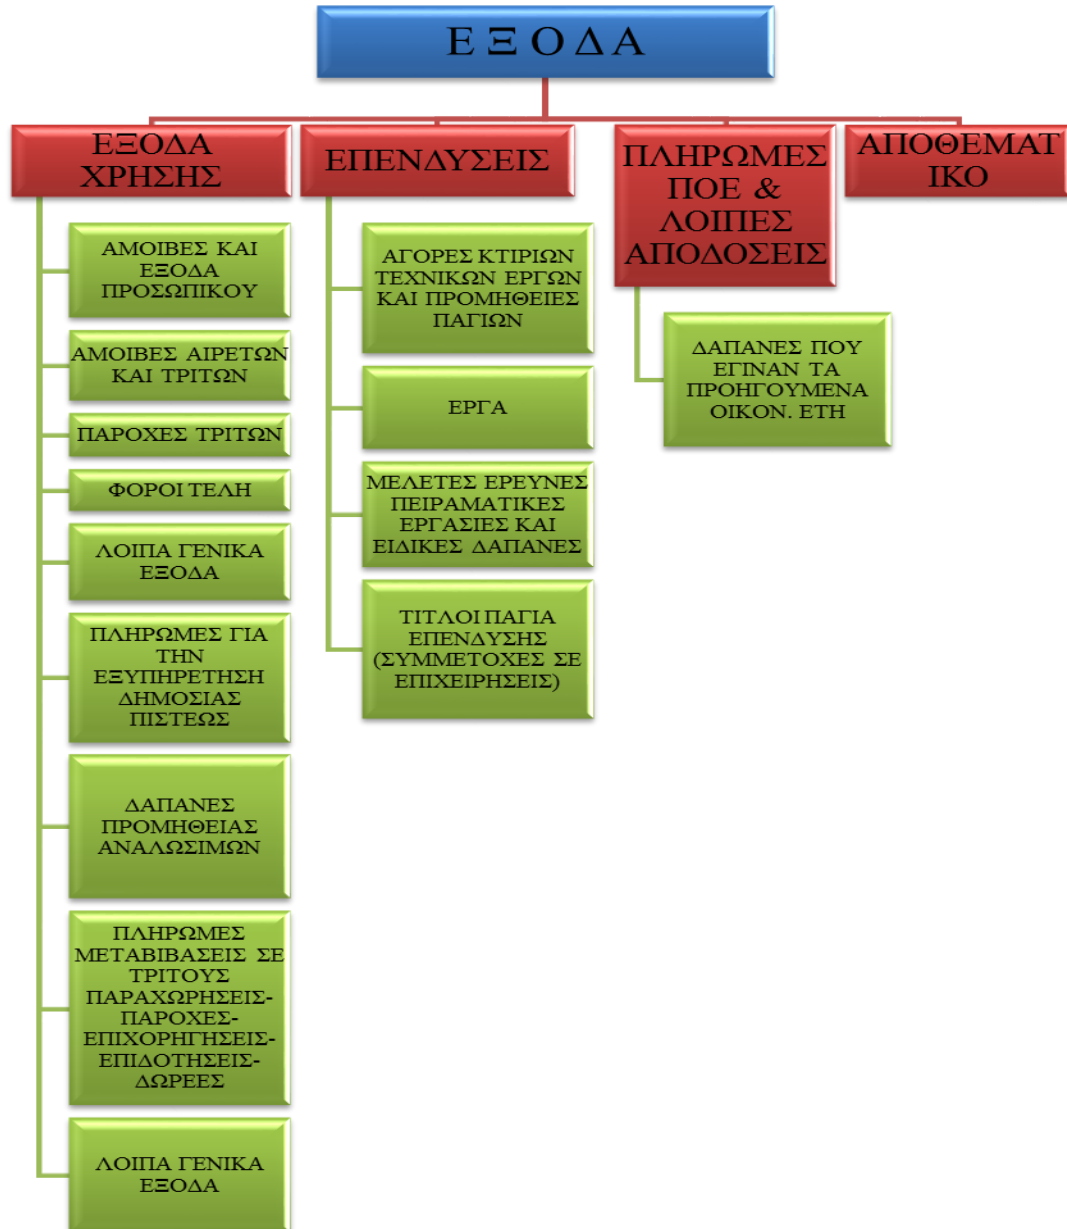 Ε Ξ Ο Δ Α
ΕΞΟΔΑ
ΧΡΗΣΗΣ
ΑΜΟΙΒΕΣ ΚΑΙ
ΕΞΟΔΑ
ΠΡΟΣΩΠΙΚΟΥ
ΑΜΟΙΒΕΣ ΑΙΡΕΤΩΝ
ΚΑΙ ΤΡΙΤΩΝ
ΠΑΡΟΧΕΣ ΤΡΙΤΩΝ
ΦΟΡΟΙ ΤΕΛΗ
ΛΟΙΠΑ ΓΕΝΙΚΑ
ΕΞΟΔΑ
ΠΛΗΡΩΜΕΣ ΓΙΑ
ΤΗΝ
ΕΞΥΠΗΡΕΤΗΣΗ
ΔΗΜΟΣΙΑΣ
ΠΙΣΤΕΩΣ
ΔΑΠΑΝΕΣ
ΠΡΟΜΗΘΕΙΑΣ
ΑΝΑΛΩΣΙΜΩΝ
ΠΛΗΡΩΜΕΣ
ΜΕΤΑΒΙΒΑΣΕΙΣ ΣΕ
ΤΡΙΤΟΥΣ
ΠΑΡΑΧΩΡΗΣΕΙΣ-
ΠΑΡΟΧΕΣ-
ΕΠΙΧΟΡΗΓΗΣΕΙΣ-
ΕΠΙΔΟΤΗΣΕΙΣ-
ΔΩΡΕΕΣ
ΛΟΙΠΑ ΓΕΝΙΚΑ
ΕΞΟΔΑ
ΕΠΕΝΔΥΣΕΙΣ
ΑΓΟΡΕΣ ΚΤΙΡΙΩΝ
ΤΕΧΝΙΚΩΝ ΕΡΓΩΝ
ΚΑΙ ΠΡΟΜΗΘΕΙΕΣ
ΠΑΓΙΩΝ
ΕΡΓΑ
ΜΕΛΕΤΕΣ ΕΡΕΥΝΕΣ
ΠΕΙΡΑΜΑΤΙΚΕΣ
ΕΡΓΑΣΙΕΣ ΚΑΙ
ΕΙΔΙΚΕΣ ΔΑΠΑΝΕΣ
ΤΙΤΛΟΙ ΠΑΓΙΑ
ΕΠΕΝΔΥΣΗΣ
(ΣΥΜΜΕΤΟΧΕΣ ΣΕ
ΕΠΙΧΕΙΡΗΣΕΙΣ)
ΠΛΗΡΩΜΕΣ
ΠΟΕ &
ΛΟΙΠΕΣ
ΑΠΟΔΟΣΕΙΣ
ΔΑΠΑΝΕΣ ΠΟΥ
ΕΓΙΝΑΝ ΤΑ
ΠΡΟΗΓΟΥΜΕΝΑ
ΟΙΚΟΝ. ΕΤΗ
ΑΠΟΘΕΜΑΤ
ΙΚΟ